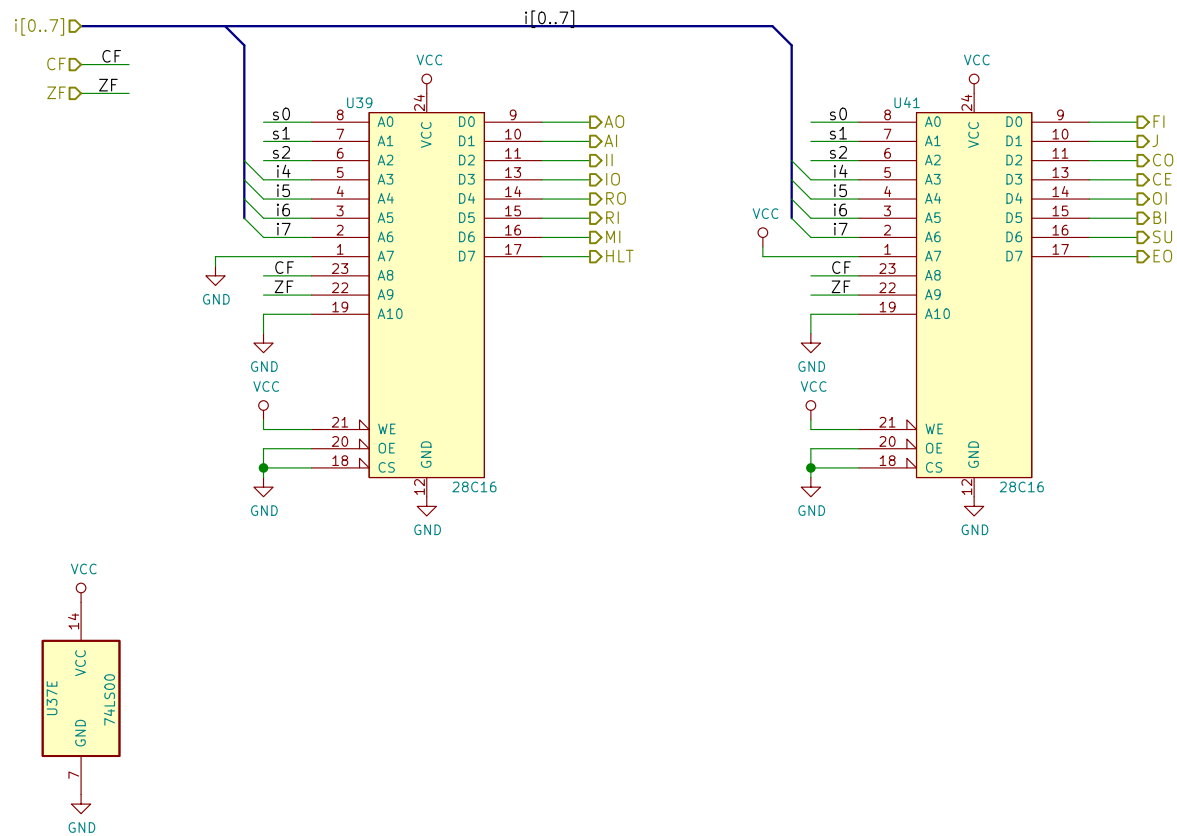 i[0..7] i[0..7]
CF CF
ZF ZF
VCC VCC
U39 24 U41 24
s0 8 A0 VCC D0 9 AO s0 8 A0 VCC D0 9 FI
s1 7 A1 D1 10 AI s1 7 A1 D1 10 J
s2 6 A2 D2 11 II s2 6 A2 D2 11 CO
i4 5 A3 D3 13 IO i4 5 A3 D3 13 CE
i5 4 A4 D4 14 RO i5 4 A4 D4 14 OI
i6 3 A5 D5 15 RI VCC i6 3 A5 D5 15 BI
i7 2 A6 D6 16 MI i7 2 A6 D6 16 SU
1 A7 D7 17 HLT 1 A7 D7 17 EO
CF 23 A8 CF 23 A8
GND ZF 22 A9 ZF 22 A9
19 A10 19 A10
GND GND
VCC VCC
21 WE 21 WE
20 OE GND 20 OE GND
18 CS 18 CS
12 28C16 12 28C16
GND GND
GND GND
VCC
14
VCC
U37E 74LS00
GND
7
GND